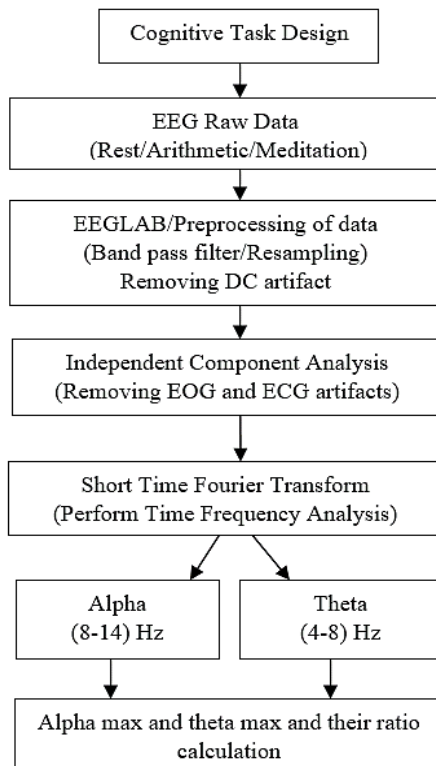 Cognitive Task Design
EEG Raw Data
(Rest/Arithmetic/Meditation)
EEGLAB/Preprocessing of data
(Band pass filter/Resampling)
Removing DC artifact
Independent Component Analysis
(Removing EOG and ECG artifacts)
Short Time Fourier Transform
(Perform Time Frequency Analysis)
Alpha
(8-14) Hz
Theta
(4-8) Hz
Alpha max and theta max and their ratio
calculation